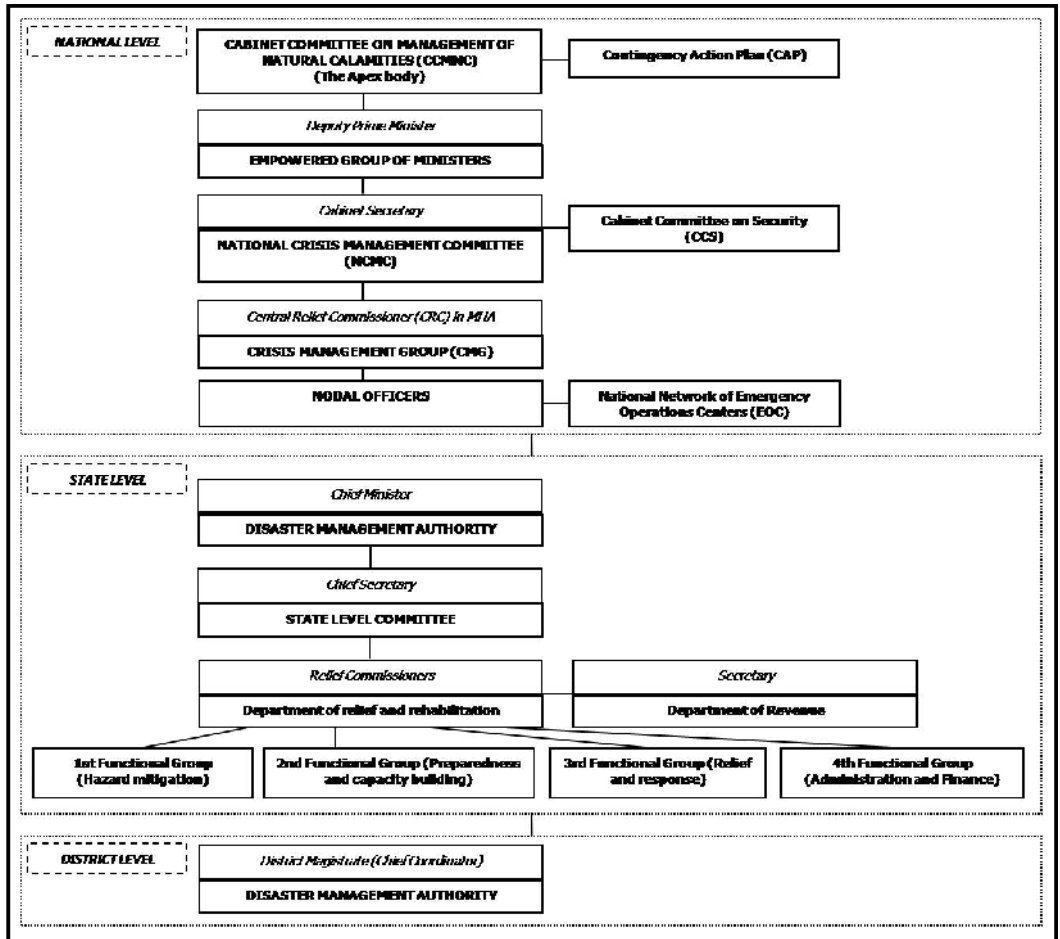 NATIONAL LEVEL
CABINET COMMITTEE ON MANAGEMENT OF
NATURAL CALAMITIES (CCMNC)
(The Apex body)
Contingency Action Plan (CAP)
Deputy Prime Minister
EMPOWERED GROUP OF MINISTERS
Cabinet Secretary
NATIONAL CRISIS MANAGEMENT COMMITTEE
(NCMC)
Cabinet Committee on Security
(CCS)
Central Relief Commissioner (CRC) in MHA
CRISIS MANAGEMENT GROUP (CMG)
NODAL OFFICERS
National Network of Emergency
Operations Centers (EOC)
STATE LEVEL
Chief Minister
DISASTER MANAGEMENT AUTHORITY
Chief Secretary
STATE LEVEL COMMITTEE
Relief Commissioners
Department of relief and rehabilitation
Secretary
Department of Revenue
1st Functional Group
(Hazard mitigation)
2nd Functional Group (Preparedness
and capacity building)
3rd Functional Group (Relief
and response)
4th Functional Group
(Administration and Finance)
DISTRICT LEVEL
District Magistrate (Chief Coordinator)
DISASTER MANAGEMENT AUTHORITY